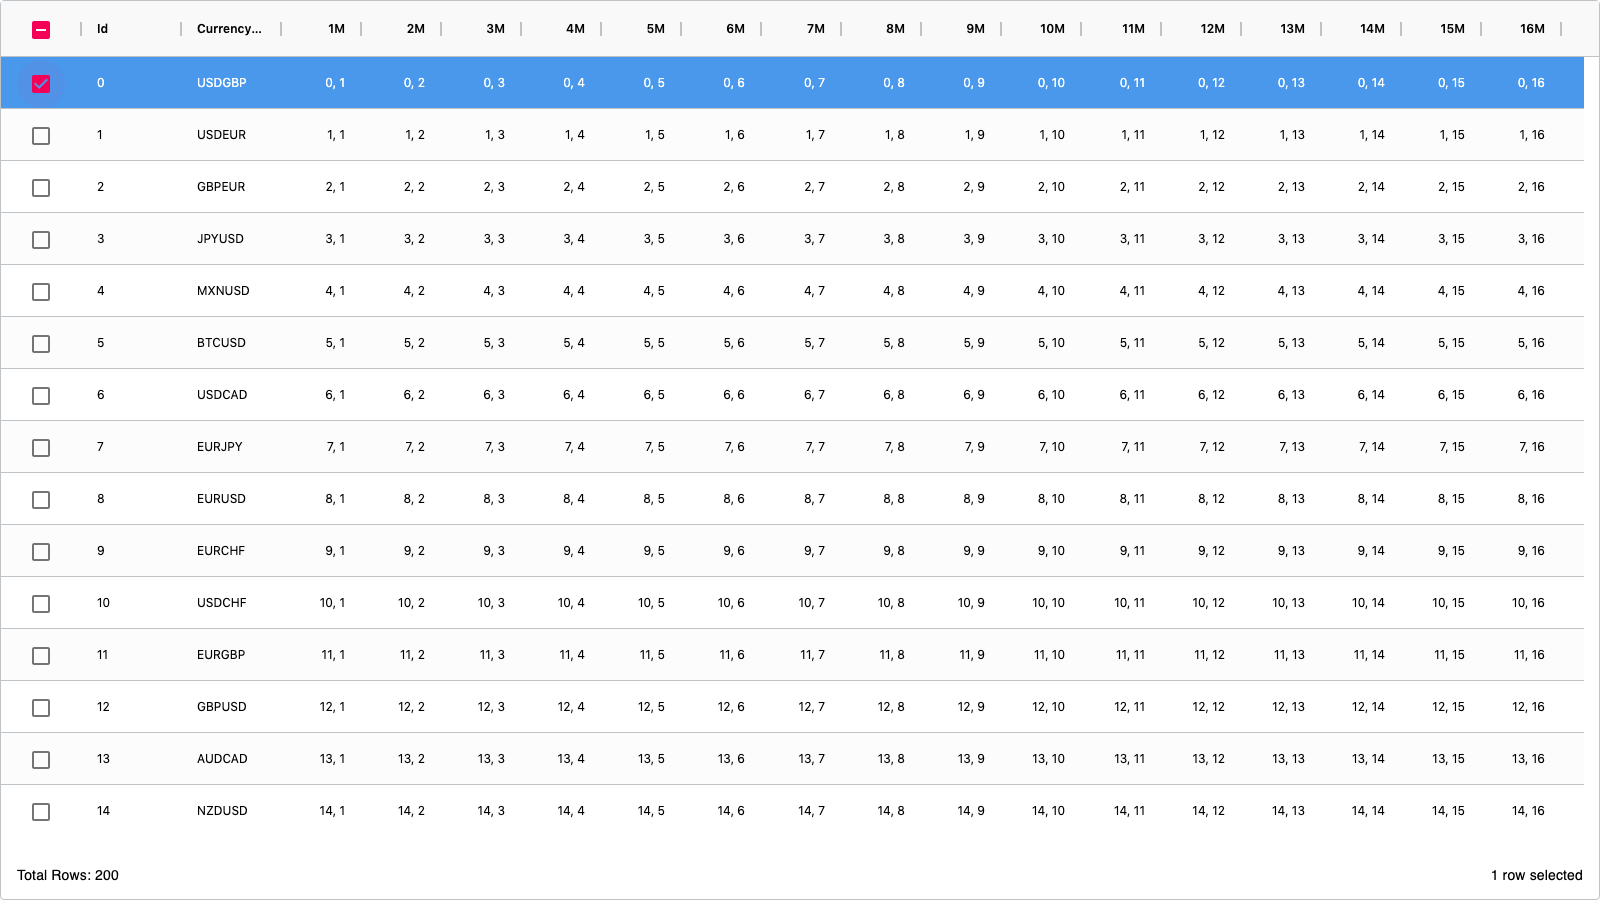 Id Currency... 1M 2M 3M 4M 5M 6M 7M 8M 9M 10M 11M 12M 13M 14M 15M 16M
0 USDGBP 0, 1 0, 2 0, 3 0, 4 0, 5 0, 6 0, 7 0, 8 0, 9 0, 10 0, 11 0, 12 0, 13 0, 14 0, 15 0, 16
1 USDEUR 1, 1 1, 2 1, 3 1, 4 1, 5 1, 6 1, 7 1, 8 1, 9 1, 10 1, 11 1, 12 1, 13 1, 14 1, 15 1, 16
2 GBPEUR 2, 1 2, 2 2, 3 2, 4 2, 5 2, 6 2, 7 2, 8 2, 9 2, 10 2, 11 2, 12 2, 13 2, 14 2, 15 2, 16
3 JPYUSD 3, 1 3, 2 3, 3 3, 4 3, 5 3, 6 3, 7 3, 8 3, 9 3, 10 3, 11 3, 12 3, 13 3, 14 3, 15 3, 16
4 MXNUSD 4, 1 4, 2 4, 3 4, 4 4, 5 4, 6 4, 7 4, 8 4, 9 4, 10 4, 11 4, 12 4, 13 4, 14 4, 15 4, 16
5 BTCUSD 5, 1 5, 2 5, 3 5, 4 5, 5 5, 6 5, 7 5, 8 5, 9 5, 10 5, 11 5, 12 5, 13 5, 14 5, 15 5, 16
6 USDCAD 6, 1 6, 2 6, 3 6, 4 6, 5 6, 6 6, 7 6, 8 6, 9 6, 10 6, 11 6, 12 6, 13 6, 14 6, 15 6, 16
7 EURJPY 7, 1 7, 2 7, 3 7, 4 7, 5 7, 6 7, 7 7, 8 7, 9 7, 10 7, 11 7, 12 7, 13 7, 14 7, 15 7, 16
8 EURUSD 8, 1 8, 2 8, 3 8, 4 8, 5 8, 6 8, 7 8, 8 8, 9 8, 10 8, 11 8, 12 8, 13 8, 14 8, 15 8, 16
9 EURCHF 9, 1 9, 2 9, 3 9, 4 9, 5 9, 6 9, 7 9, 8 9, 9 9, 10 9, 11 9, 12 9, 13 9, 14 9, 15 9, 16
10 USDCHF 10, 1 10, 2 10, 3 10, 4 10, 5 10, 6 10, 7 10, 8 10, 9 10, 10 10, 11 10, 12 10, 13 10, 14 10, 15 10, 16
11 EURGBP 11, 1 11, 2 11, 3 11, 4 11, 5 11, 6 11, 7 11, 8 11, 9 11, 10 11, 11 11, 12 11, 13 11, 14 11, 15 11, 16
12 GBPUSD 12, 1 12, 2 12, 3 12, 4 12, 5 12, 6 12, 7 12, 8 12, 9 12, 10 12, 11 12, 12 12, 13 12, 14 12, 15 12, 16
13 AUDCAD 13, 1 13, 2 13, 3 13, 4 13, 5 13, 6 13, 7 13, 8 13, 9 13, 10 13, 11 13, 12 13, 13 13, 14 13, 15 13, 16
14 NZDUSD 14, 1 14, 2 14, 3 14, 4 14, 5 14, 6 14, 7 14, 8 14, 9 14, 10 14, 11 14, 12 14, 13 14, 14 14, 15 14, 16
Total Rows: 200 1 row selected